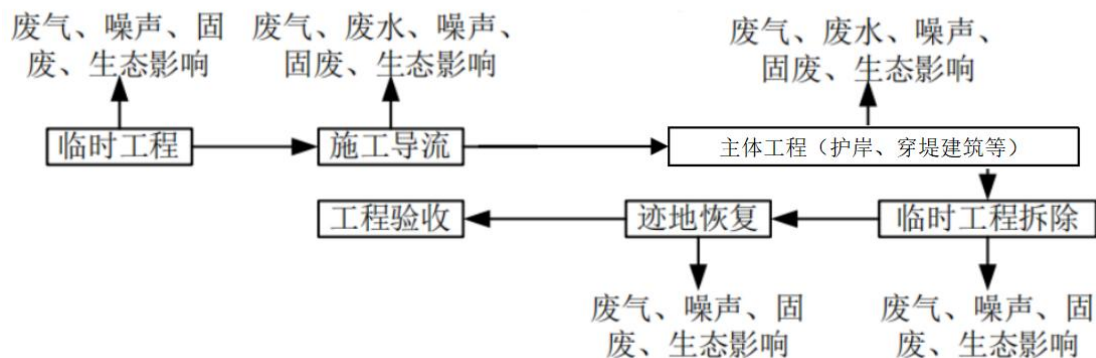 废气、噪声、固
废、生态影响
废气、废水、噪声、
固废、生态影响
废气、废水、噪声、
固废、生态影响
临时工程
施工导流
主体工程（护岸、穿堤建筑等）
工程验收
迹地恢复
临时工程拆除
废气、噪声、固
废、生态影响
废气、噪声、固
废、生态影响